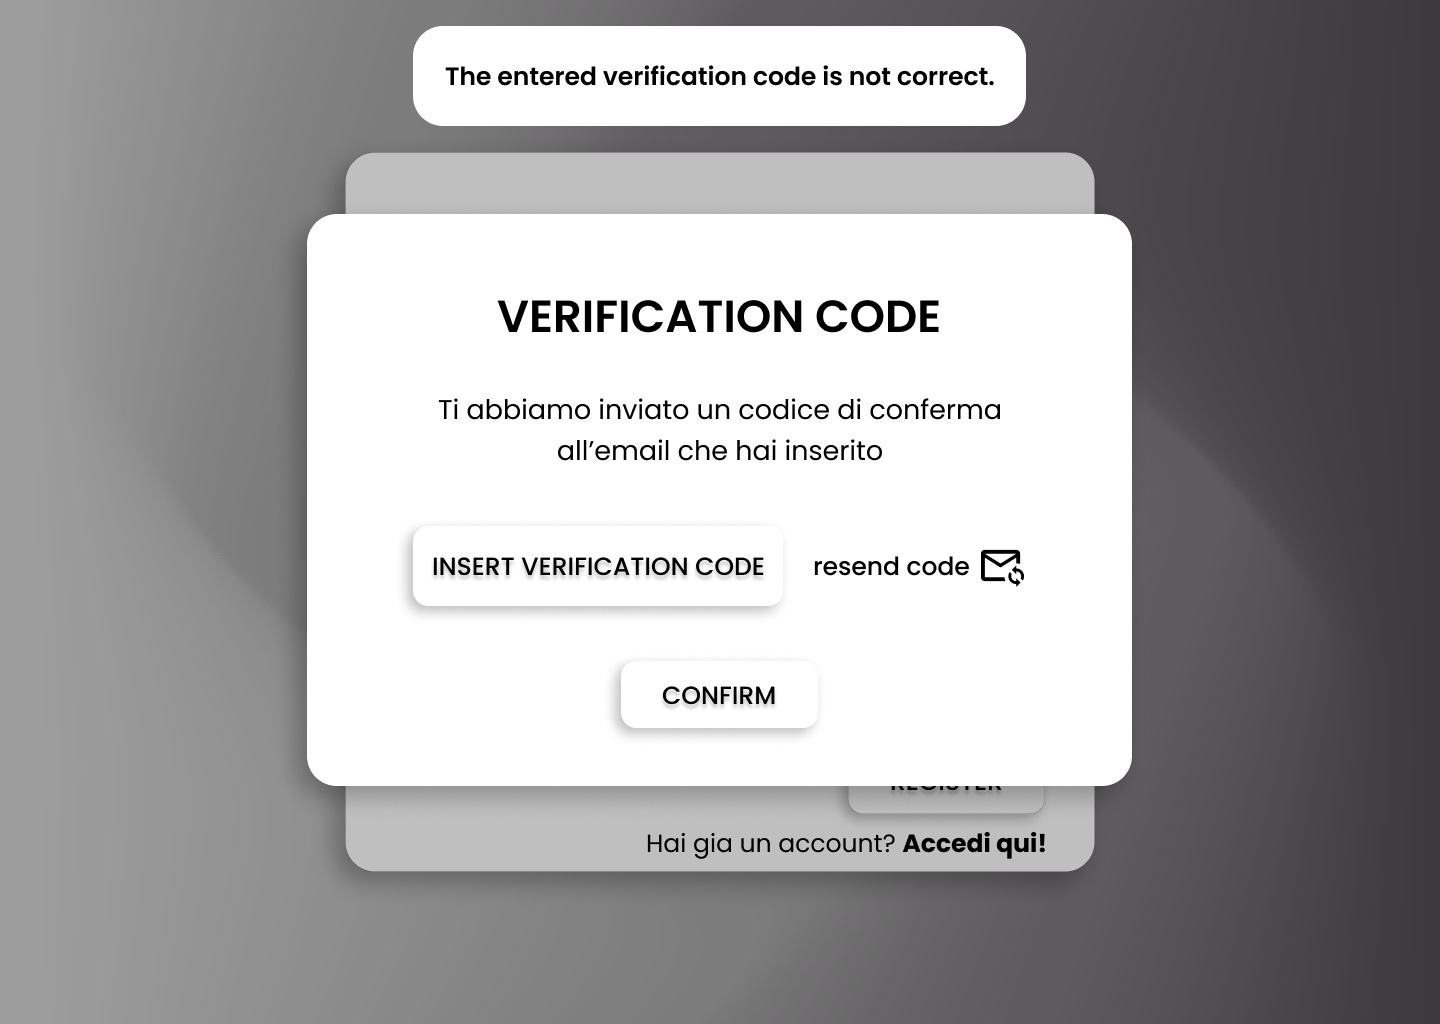 The entered verification code is not correct.
VERIFICATION CODE
Ti abbiamo inviato un codice di conferma
all’email che hai inserito
INSERT VERIFICATION CODE
resend code
CONFIRM
REGISTER
Hai gia un account? Accedi qui!